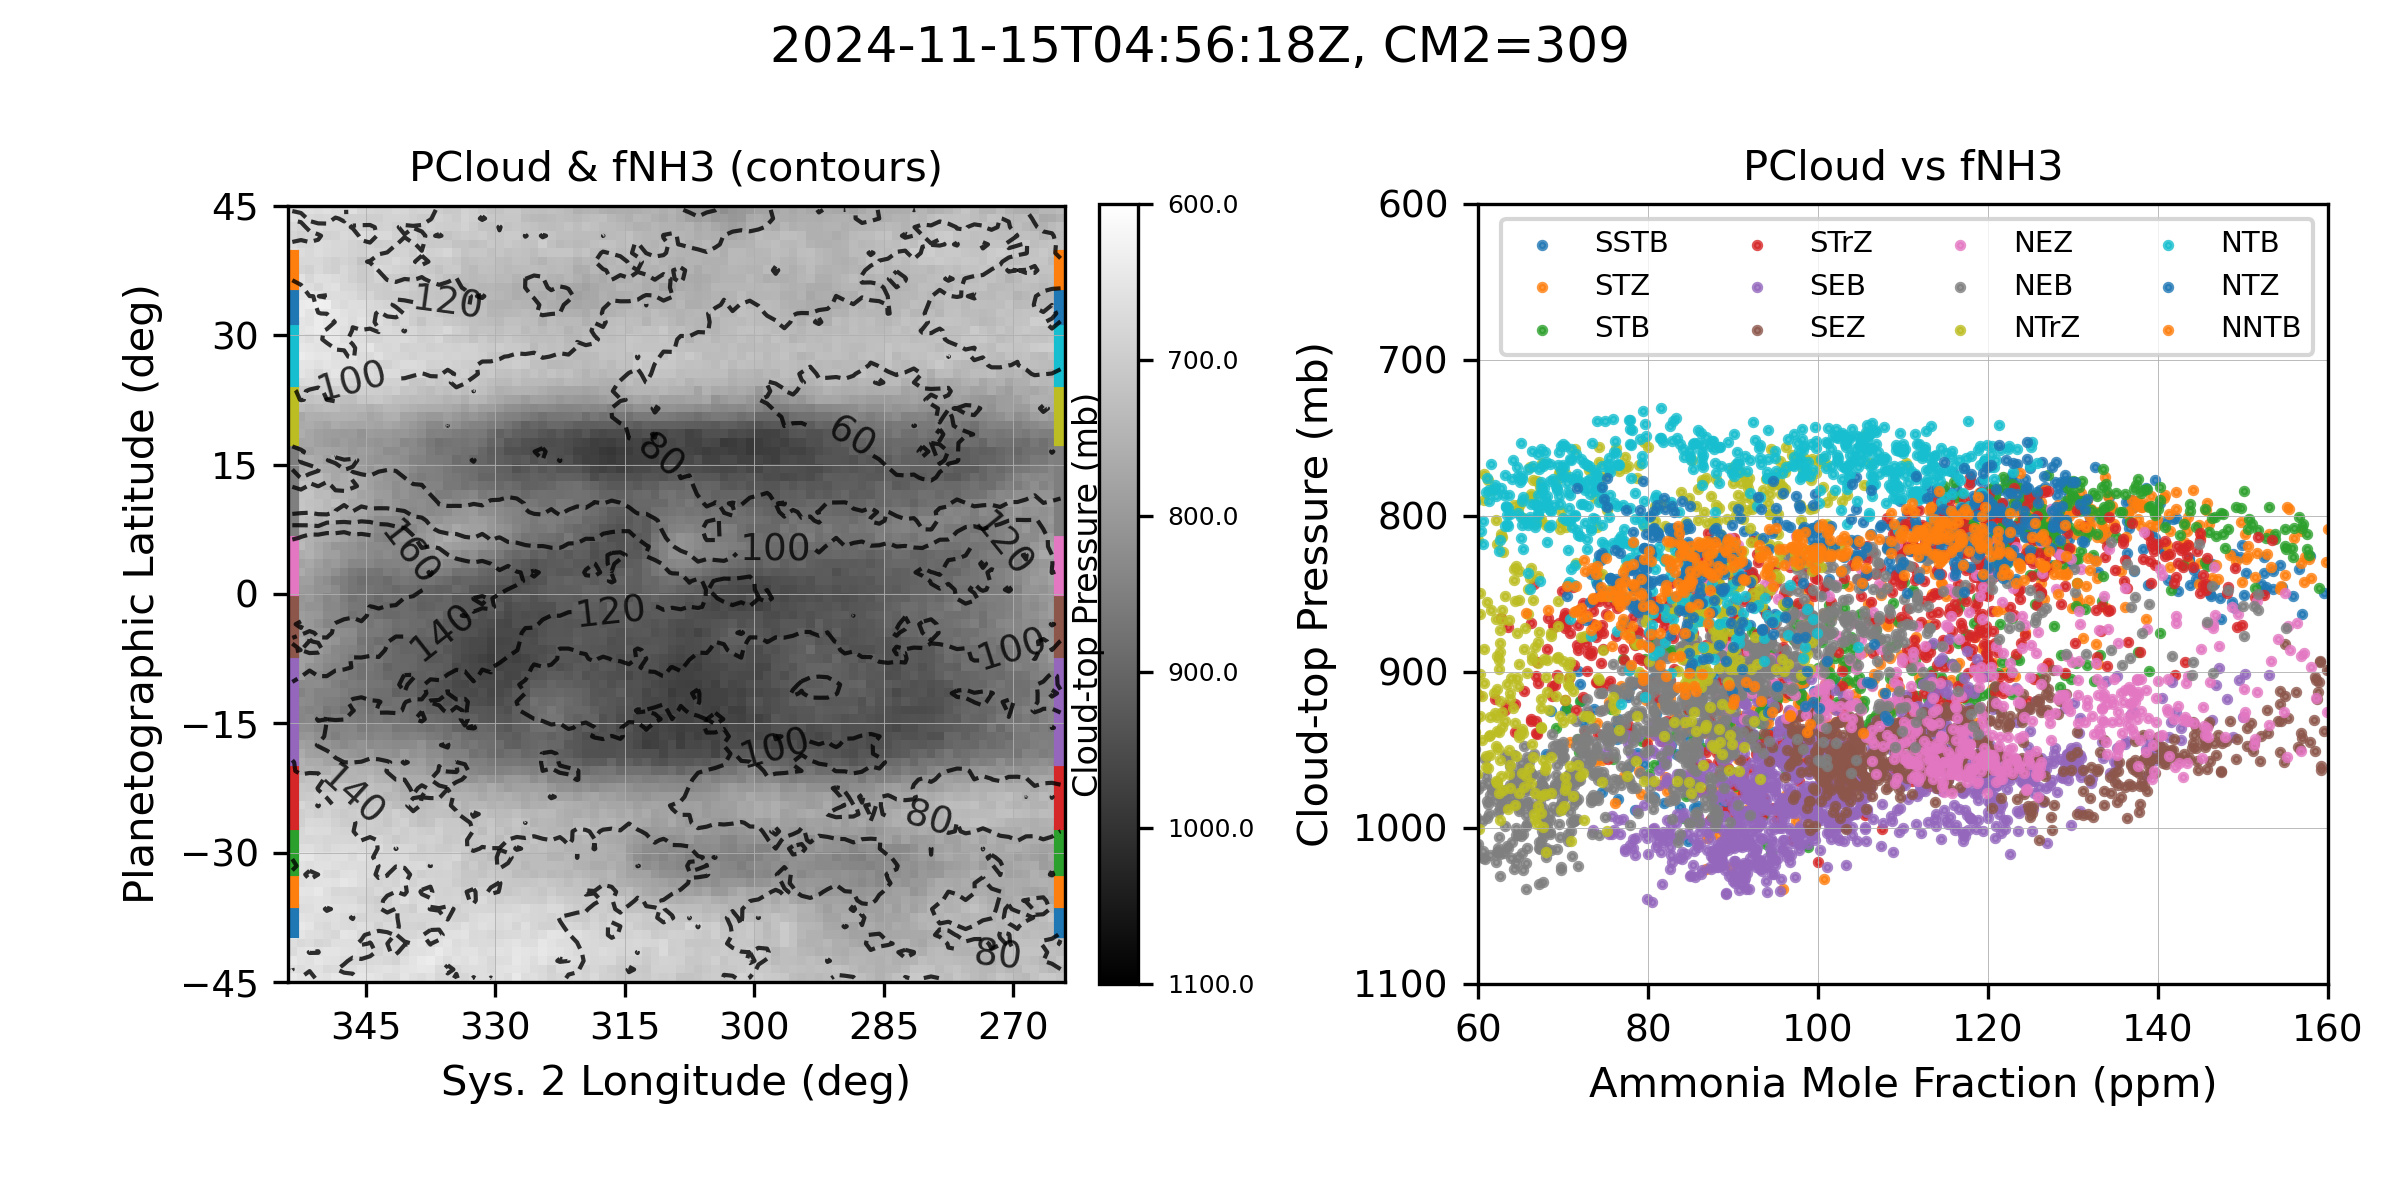 2024-11-15T04:56:18Z, CM2=309
PCloud & fNH3 (contours)
Planetographic Latitude (deg)
45
30
15
0
−15
−30
−45
345
330
315
300
285
270
Sys. 2 Longitude (deg)
120
100
80
60
160
100
120
140
120
100
100
140
80
80
Cloud-top Pressure (mb)
600.0
700.0
800.0
900.0
1000.0
1100.0
PCloud vs fNH3
Cloud-top Pressure (mb)
600
700
800
900
1000
1100
SSTB
STZ
STB
STrZ
SEB
SEZ
NEZ
NEB
NTrZ
NTB
NTZ
NNTB
60
80
100
120
140
160
Ammonia Mole Fraction (ppm)